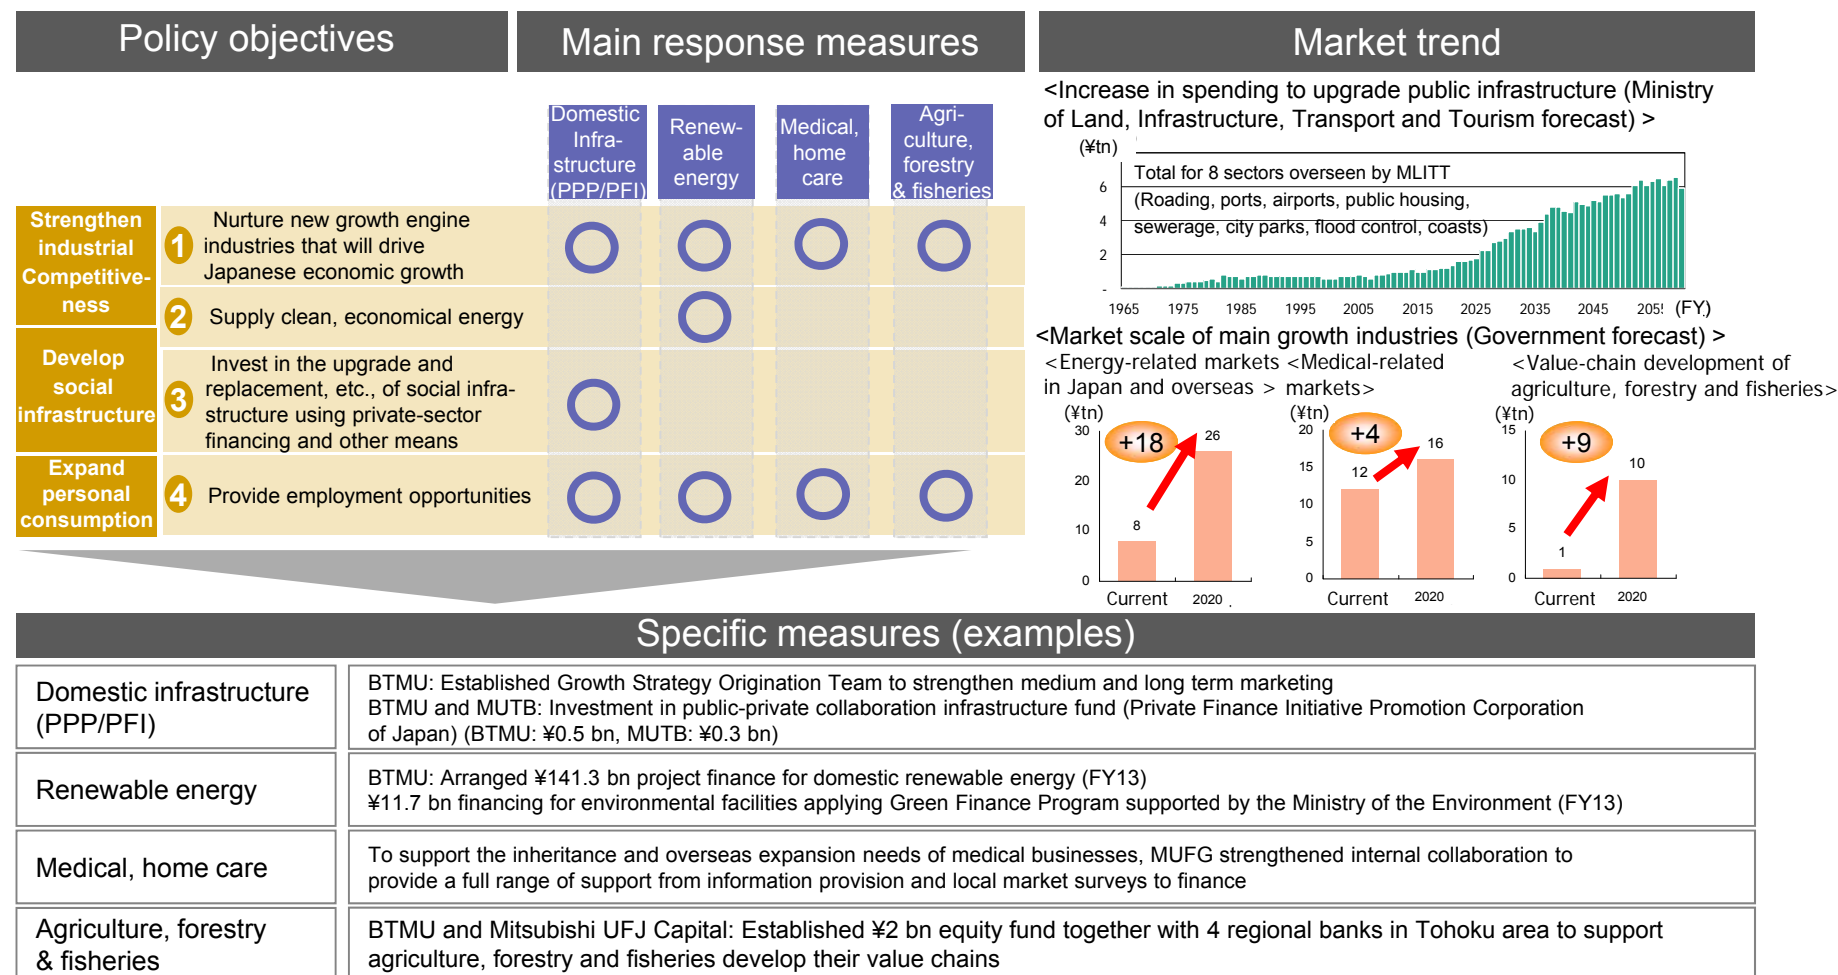 Policy objectives
Main response measures
Market trend
Domestic
Infra-
structure
(PPP/PFI)
Renew-
able
energy
Medical,
home
care
Agri-
culture,
forestry
& fisheries
Strengthen
industrial
Competitive-
ness
1
Nurture new growth engine
industries that will drive
Japanese economic growth
2
Supply clean, economical energy
Develop
social
infrastructure
3
Invest in the upgrade and
replacement, etc., of social infra-
structure using private-sector
financing and other means
Expand
personal
consumption
4
Provide employment opportunities
<Increase in spending to upgrade public infrastructure (Ministry
of Land, Infrastructure, Transport and Tourism forecast) >
(¥tn)
Total for 8 sectors overseen by MLITT
(Roading, ports, airports, public housing,
sewerage, city parks, flood control, coasts)
6
4
2
-
1965 1975 1985 1995 2005 2015 2025 2035 2045 205! (FY.)
<Market scale of main growth industries (Government forecast) >
<Energy-related markets
in Japan and overseas >
(¥tn)
30
20
10
0
+18
8
26
Current 2020 .
<Medical-related
markets>
(¥tn)
20
15
10
5
0
+4
12
16
Current 2020
<Value-chain development of
agriculture, forestry and fisheries>
(¥tn)
15
10
5
0
+9
1
10
Current 2020
Specific measures (examples)
Domestic infrastructure
(PPP/PFI)
BTMU: Established Growth Strategy Origination Team to strengthen medium and long term marketing
BTMU and MUTB: Investment in public-private collaboration infrastructure fund (Private Finance Initiative Promotion Corporation
of Japan) (BTMU: ¥0.5 bn, MUTB: ¥0.3 bn)
Renewable energy
BTMU: Arranged ¥141.3 bn project finance for domestic renewable energy (FY13)
¥11.7 bn financing for environmental facilities applying Green Finance Program supported by the Ministry of the Environment (FY13)
Medical, home care
To support the inheritance and overseas expansion needs of medical businesses, MUFG strengthened internal collaboration to
provide a full range of support from information provision and local market surveys to finance
Agriculture, forestry
& fisheries
BTMU and Mitsubishi UFJ Capital: Established ¥2 bn equity fund together with 4 regional banks in Tohoku area to support
agriculture, forestry and fisheries develop their value chains